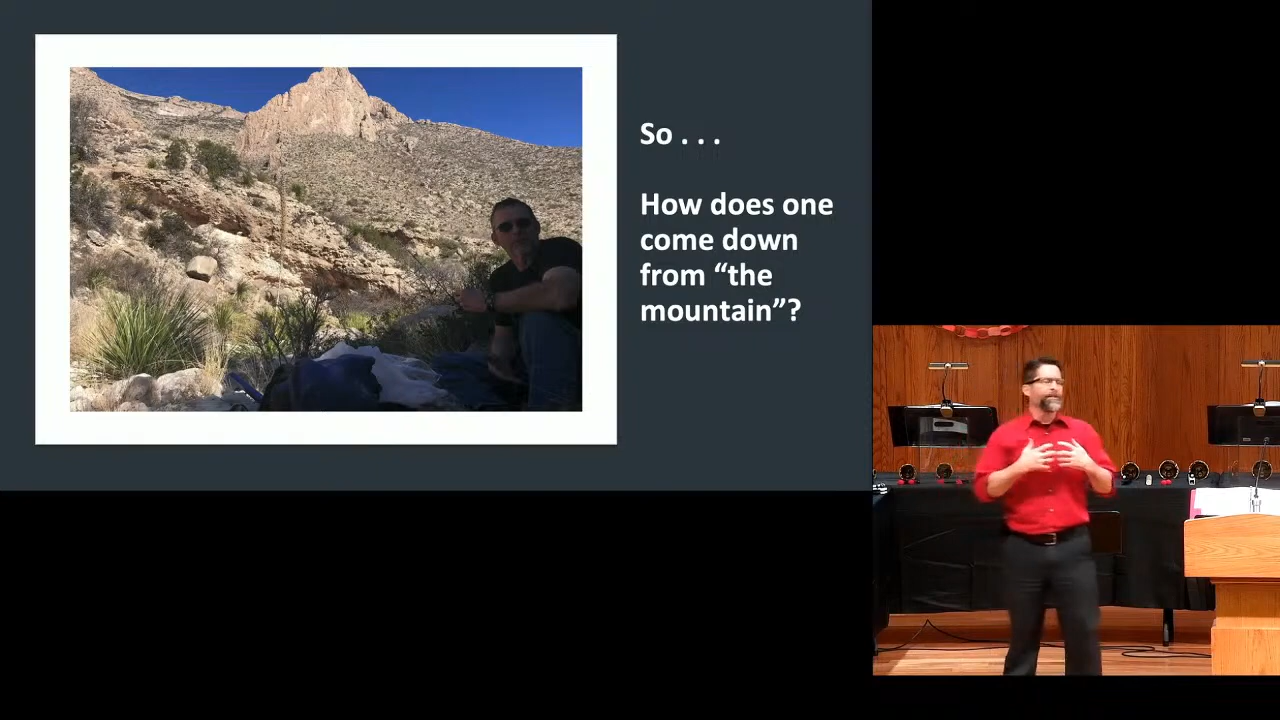 So . . .
How does one
come down
from “the
mountain”?